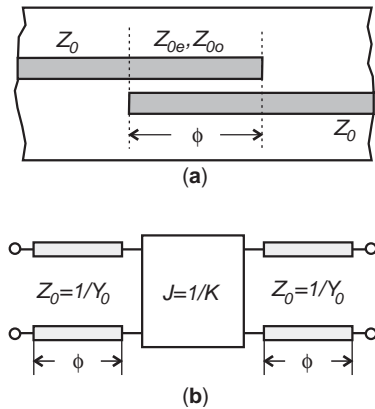 Z0 Z0e,Z0o
ϕ Z0
(a)
Z0=1/Y0 J=1/K Z0=1/Y0
ϕ ϕ
(b)